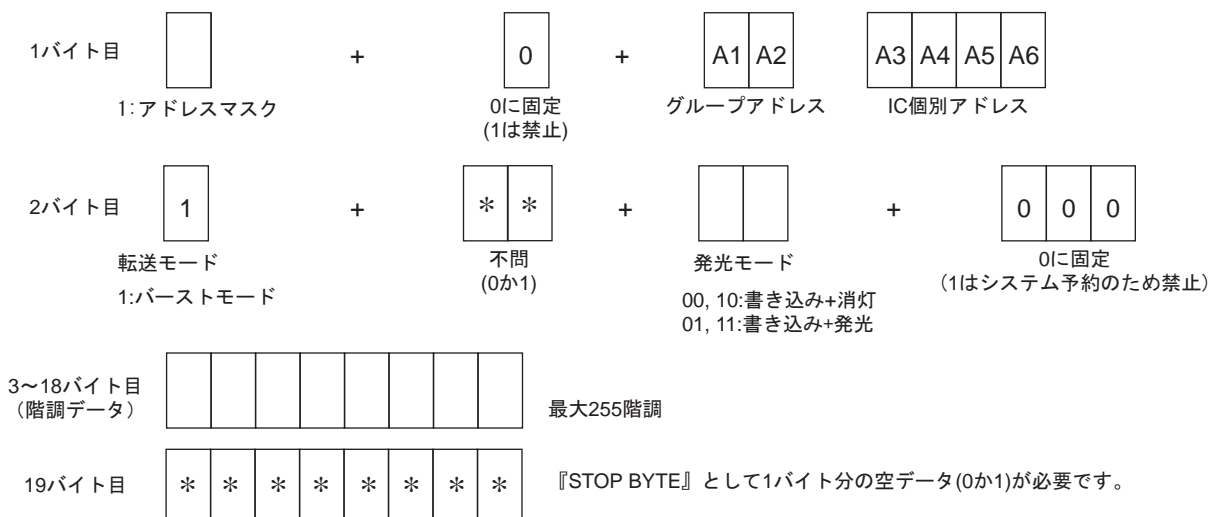 1バイト目
+
0
+
A1 A2 A3 A4 A5 A6
1:アドレスマスク
0に固定
(1は禁止)
グループアドレス
IC個別アドレス
2バイト目
1
+
* *
+
+
0 0 0
転送モード
1:バーストモード
不問
(0か1)
発光モード
00, 10:書き込み+消灯
01, 11:書き込み+発光
0に固定
(1はシステム予約のため禁止)
3~18バイト目
(階調データ)
最大255階調
19バイト目
* * * * * * * *
『STOP BYTE』として1バイト分の空データ(0か1)が必要です。